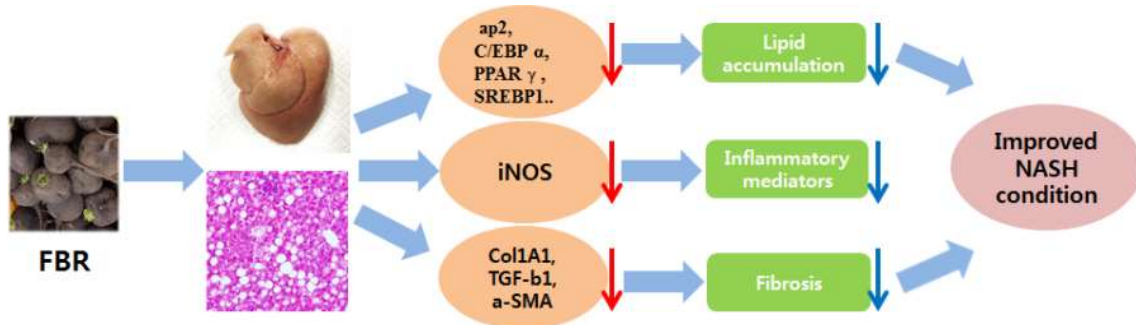 FBR
ap2,
C/EBP α,
PPAR γ ,
SREBP1..
iNOS
Col1A1,
TGF-b1,
a-SMA
Lipid
accumulation
Inflammatory
mediators
Fibrosis
Improved
NASH
condition